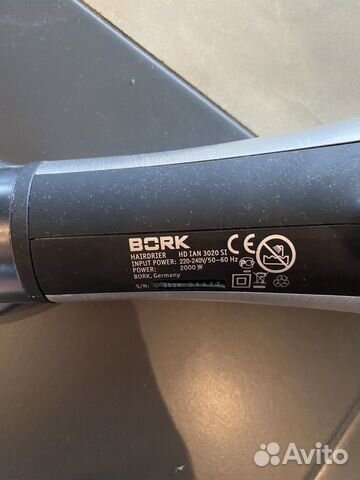 BORK
HAIRDRIER HD IAN 3020 SI
INPUT POWER: 220-240V/50-60 Hz
POWER: 2000 W
BORK, Germany
S/N:
CE
Avito